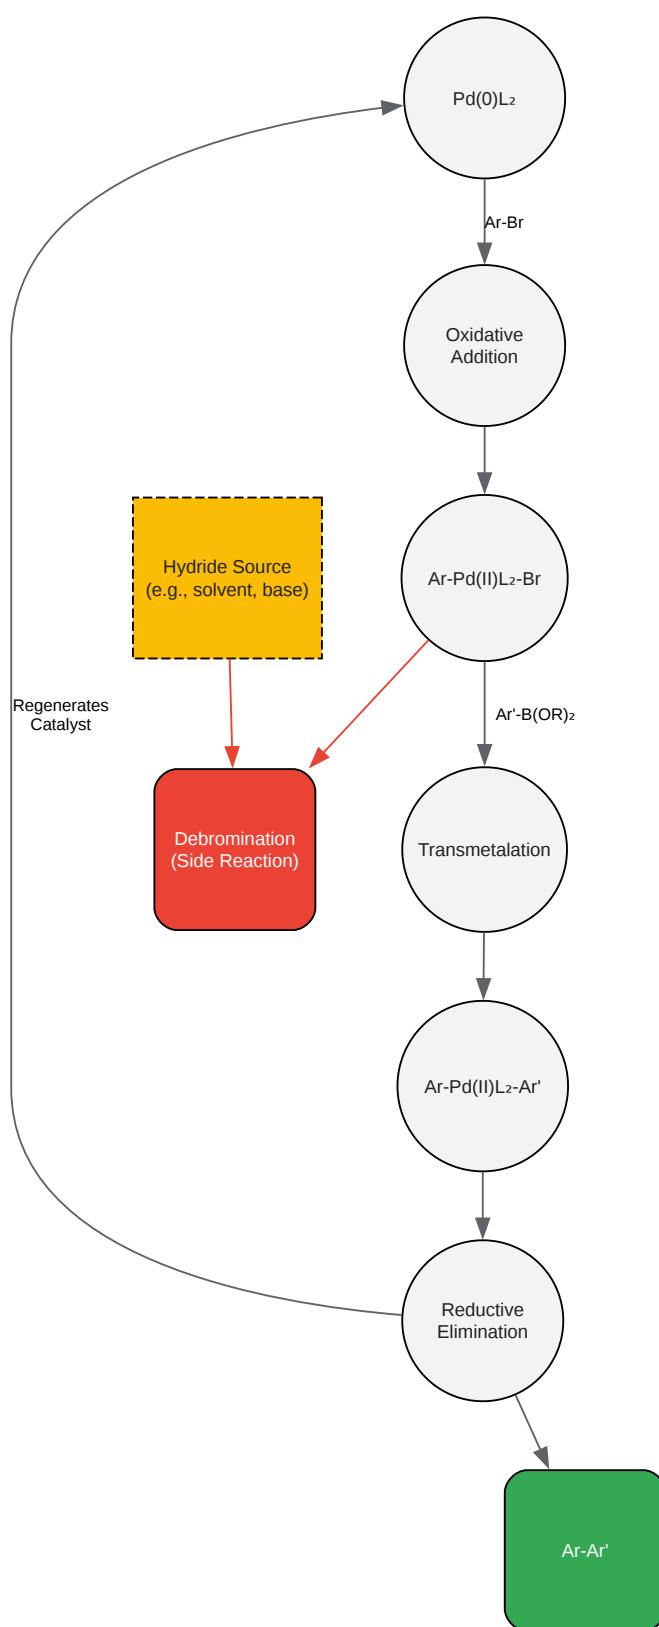 Pd(0)L₂
Ar-Br
Oxidative
Addition
Hydride Source
(e.g., solvent, base)
Ar-Pd(II)L₂-Br
Regenerates
Catalyst
Ar'-B(OR)₂
Debromination
(Side Reaction)
Transmetalation
Ar-Pd(II)L₂-Ar'
Reductive
Elimination
Ar-Ar'